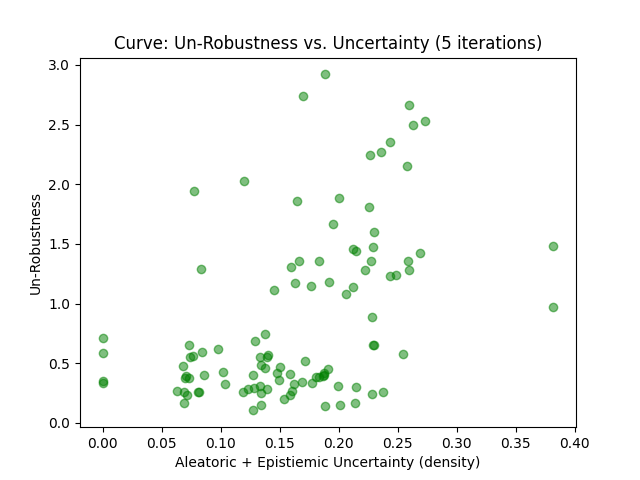 Curve: Un-Robustness vs. Uncertainty (5 iterations)
3.0
2.5
2.0
1.5
1.0
0.5
0.0
Un-Robustness
0.00 0.05 0.10 0.15 0.20 0.25 0.30 0.35 0.40
Aleatoric + Epistiemic Uncertainty (density)